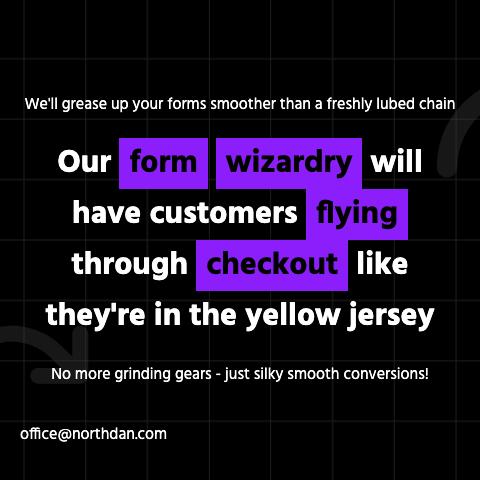 We'll grease up your forms smoother than a freshly lubed chain
Our form wizardry will
have customers flying
through checkout like
they're in the yellow jersey
No more grinding gears - just silky smooth conversions!
office@northdan.com